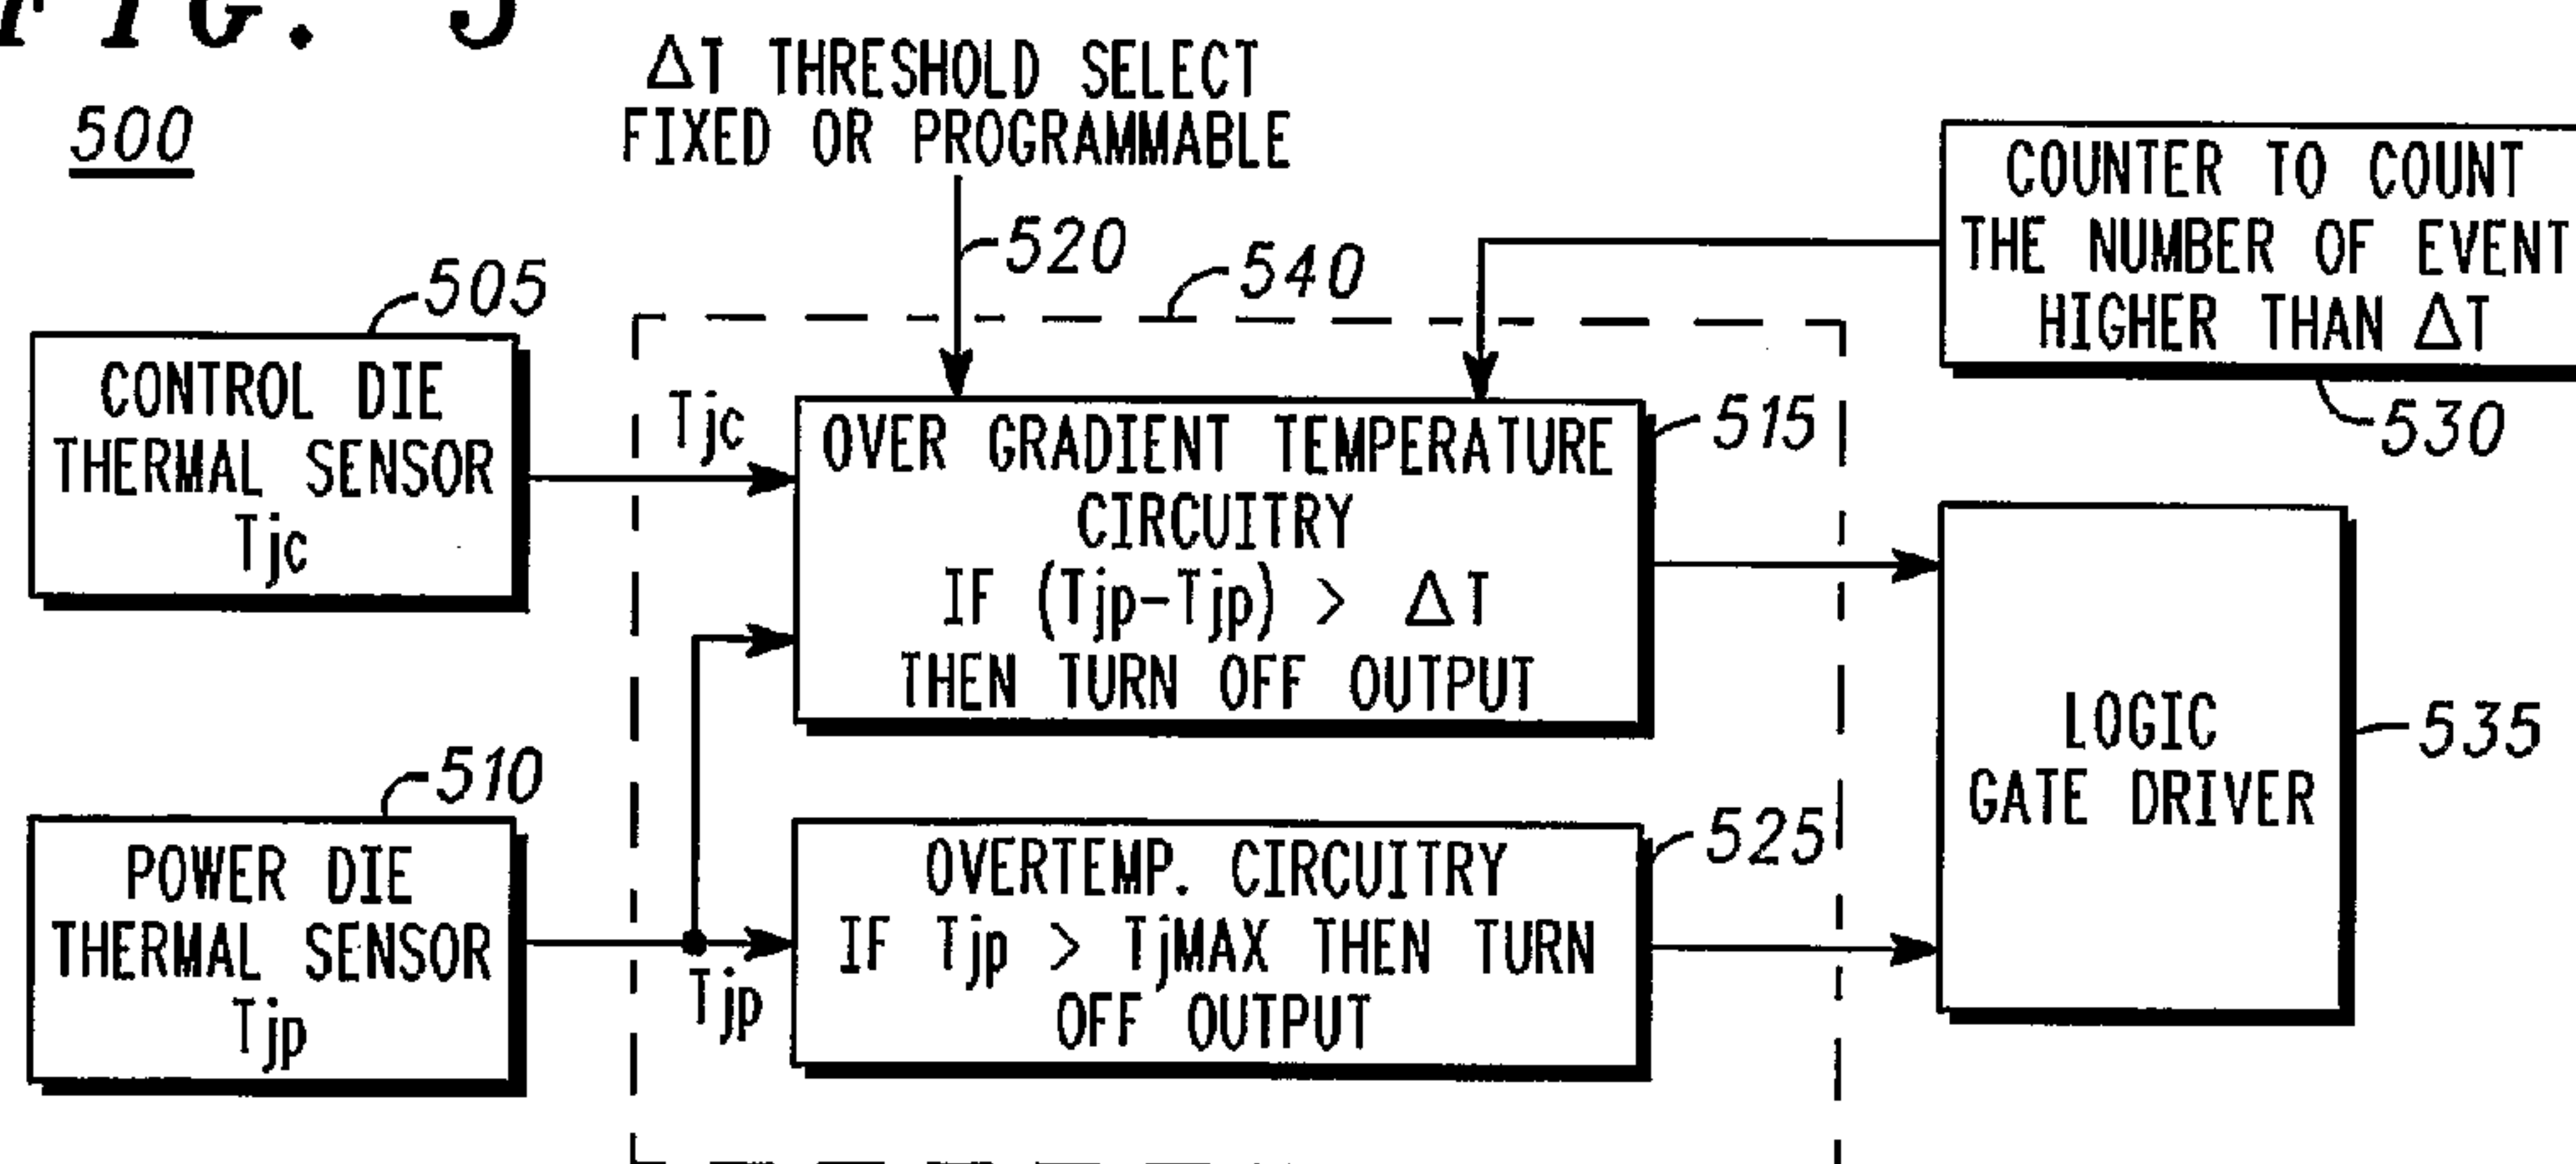 FIG. 5
500
ΔT THRESHOLD SELECT
FIXED OR PROGRAMMABLE
520
540
COUNTER TO COUNT
THE NUMBER OF EVENT
HIGHER THAN ΔT
530
505
CONTROL DIE
THERMAL SENSOR
Tjc
Tjc
OVER GRADIENT TEMPERATURE
CIRCUITRY
IF (Tjp-Tjp) > ΔT
THEN TURN OFF OUTPUT
515
510
POWER DIE
THERMAL SENSOR
Tjp
Tjp
OVERTEMP. CIRCUITRY
IF Tjp > TjMAX THEN TURN
OFF OUTPUT
525
LOGIC
GATE DRIVER
535